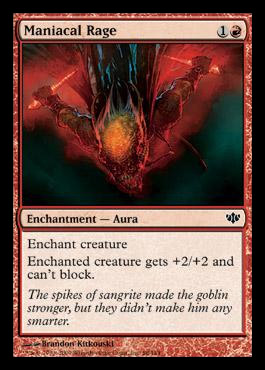 Maniacal Rage
1
Enchantment — Aura
Enchant creature
Enchanted creature gets +2/+2 and
can't block.
The spikes of sangrite made the goblin
stronger, but they didn't make him any
smarter.
Brandon Kitkouski